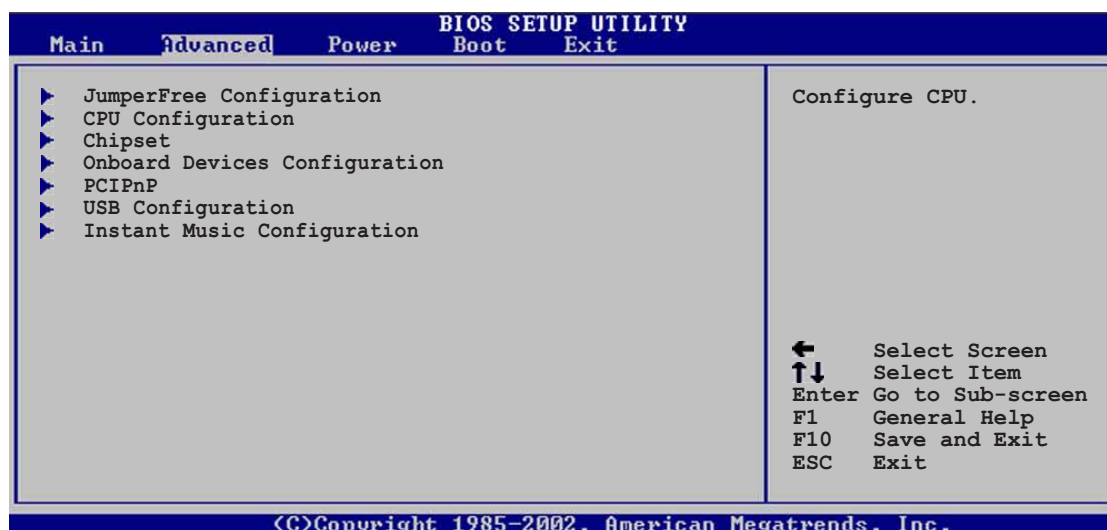 BIOS SETUP UTILITY
Main Advanced Power Boot Exit
JumperFree Configuration
CPU Configuration
Chipset
Onboard Devices Configuration
PCIPnP
USB Configuration
Instant Music Configuration
Configure CPU.
← Select Screen
↑↓ Select Item
Enter Go to Sub-screen
F1 General Help
F10 Save and Exit
ESC Exit
(C)Copyright 1985-2002, American Megatrends, Inc.